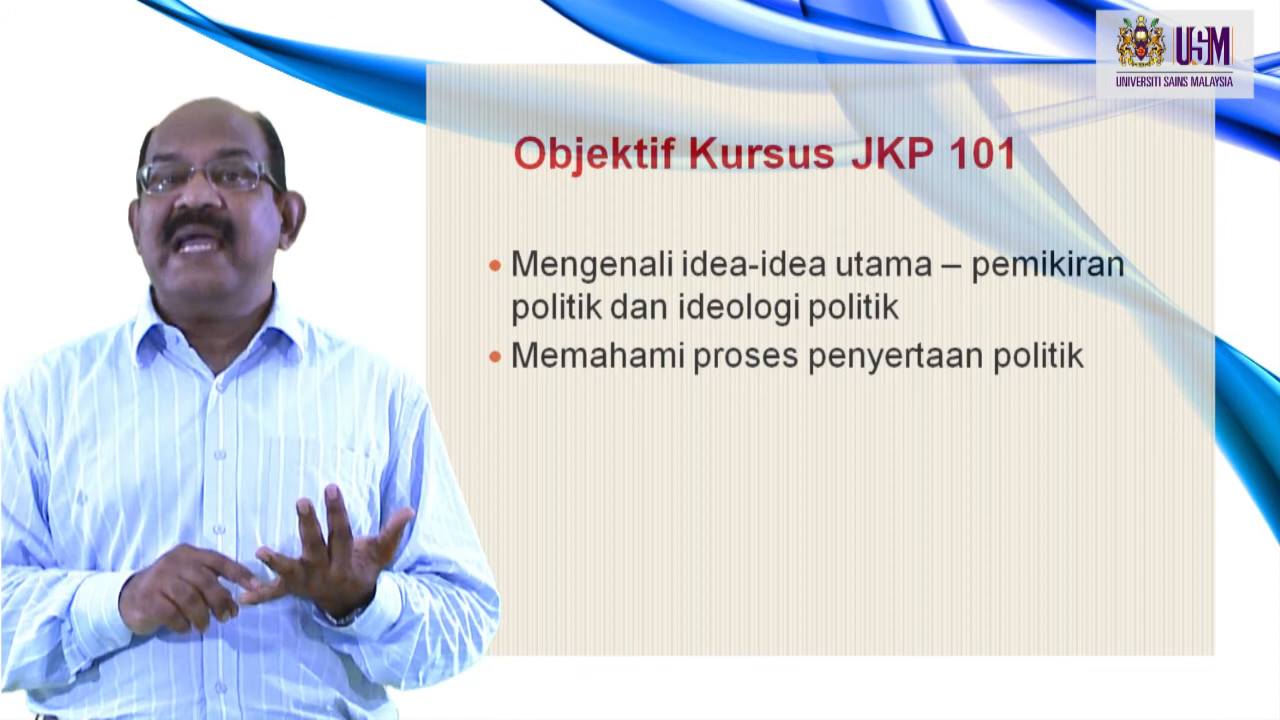 USM
UNIVERSITI SAINS MALAYSIA
Objektif Kursus JKP 101
• Mengenali idea-idea utama – pemikiran
politik dan ideologi politik
• Memahami proses penyertaan politik